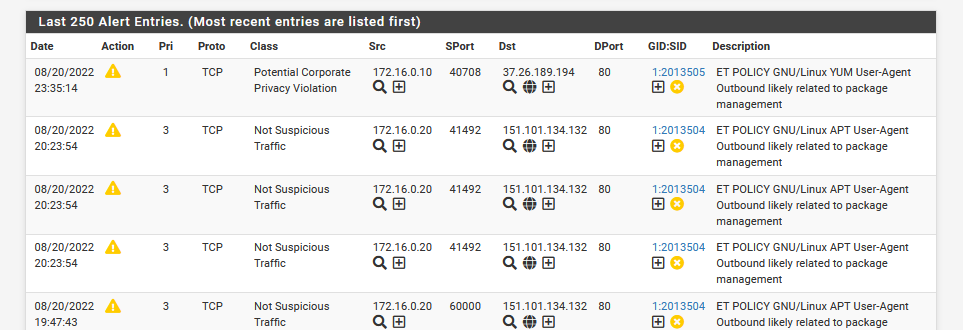 Last 250 Alert Entries. (Most recent entries are listed first)
Date Action Pri Proto Class Src SPort Dst DPort GID:SID Description
08/20/2022 1 TCP Potential Corporate 172.16.0.10 40708 37.26.189.194 80 1:2013505 ET POLICY GNU/Linux YUM User-Agent
23:35:14 Privacy Violation Outbound likely related to package
management
08/20/2022 3 TCP Not Suspicious 172.16.0.20 41492 151.101.134.132 80 1:2013504 ET POLICY GNU/Linux APT User-Agent
20:23:54 Traffic Outbound likely related to package
management
08/20/2022 3 TCP Not Suspicious 172.16.0.20 41492 151.101.134.132 80 1:2013504 ET POLICY GNU/Linux APT User-Agent
20:23:54 Traffic Outbound likely related to package
management
08/20/2022 3 TCP Not Suspicious 172.16.0.20 41492 151.101.134.132 80 1:2013504 ET POLICY GNU/Linux APT User-Agent
20:23:54 Traffic Outbound likely related to package
management
08/20/2022 3 TCP Not Suspicious 172.16.0.20 60000 151.101.134.132 80 1:2013504 ET POLICY GNU/Linux APT User-Agent
19:47:43 Traffic Outbound likely related to package